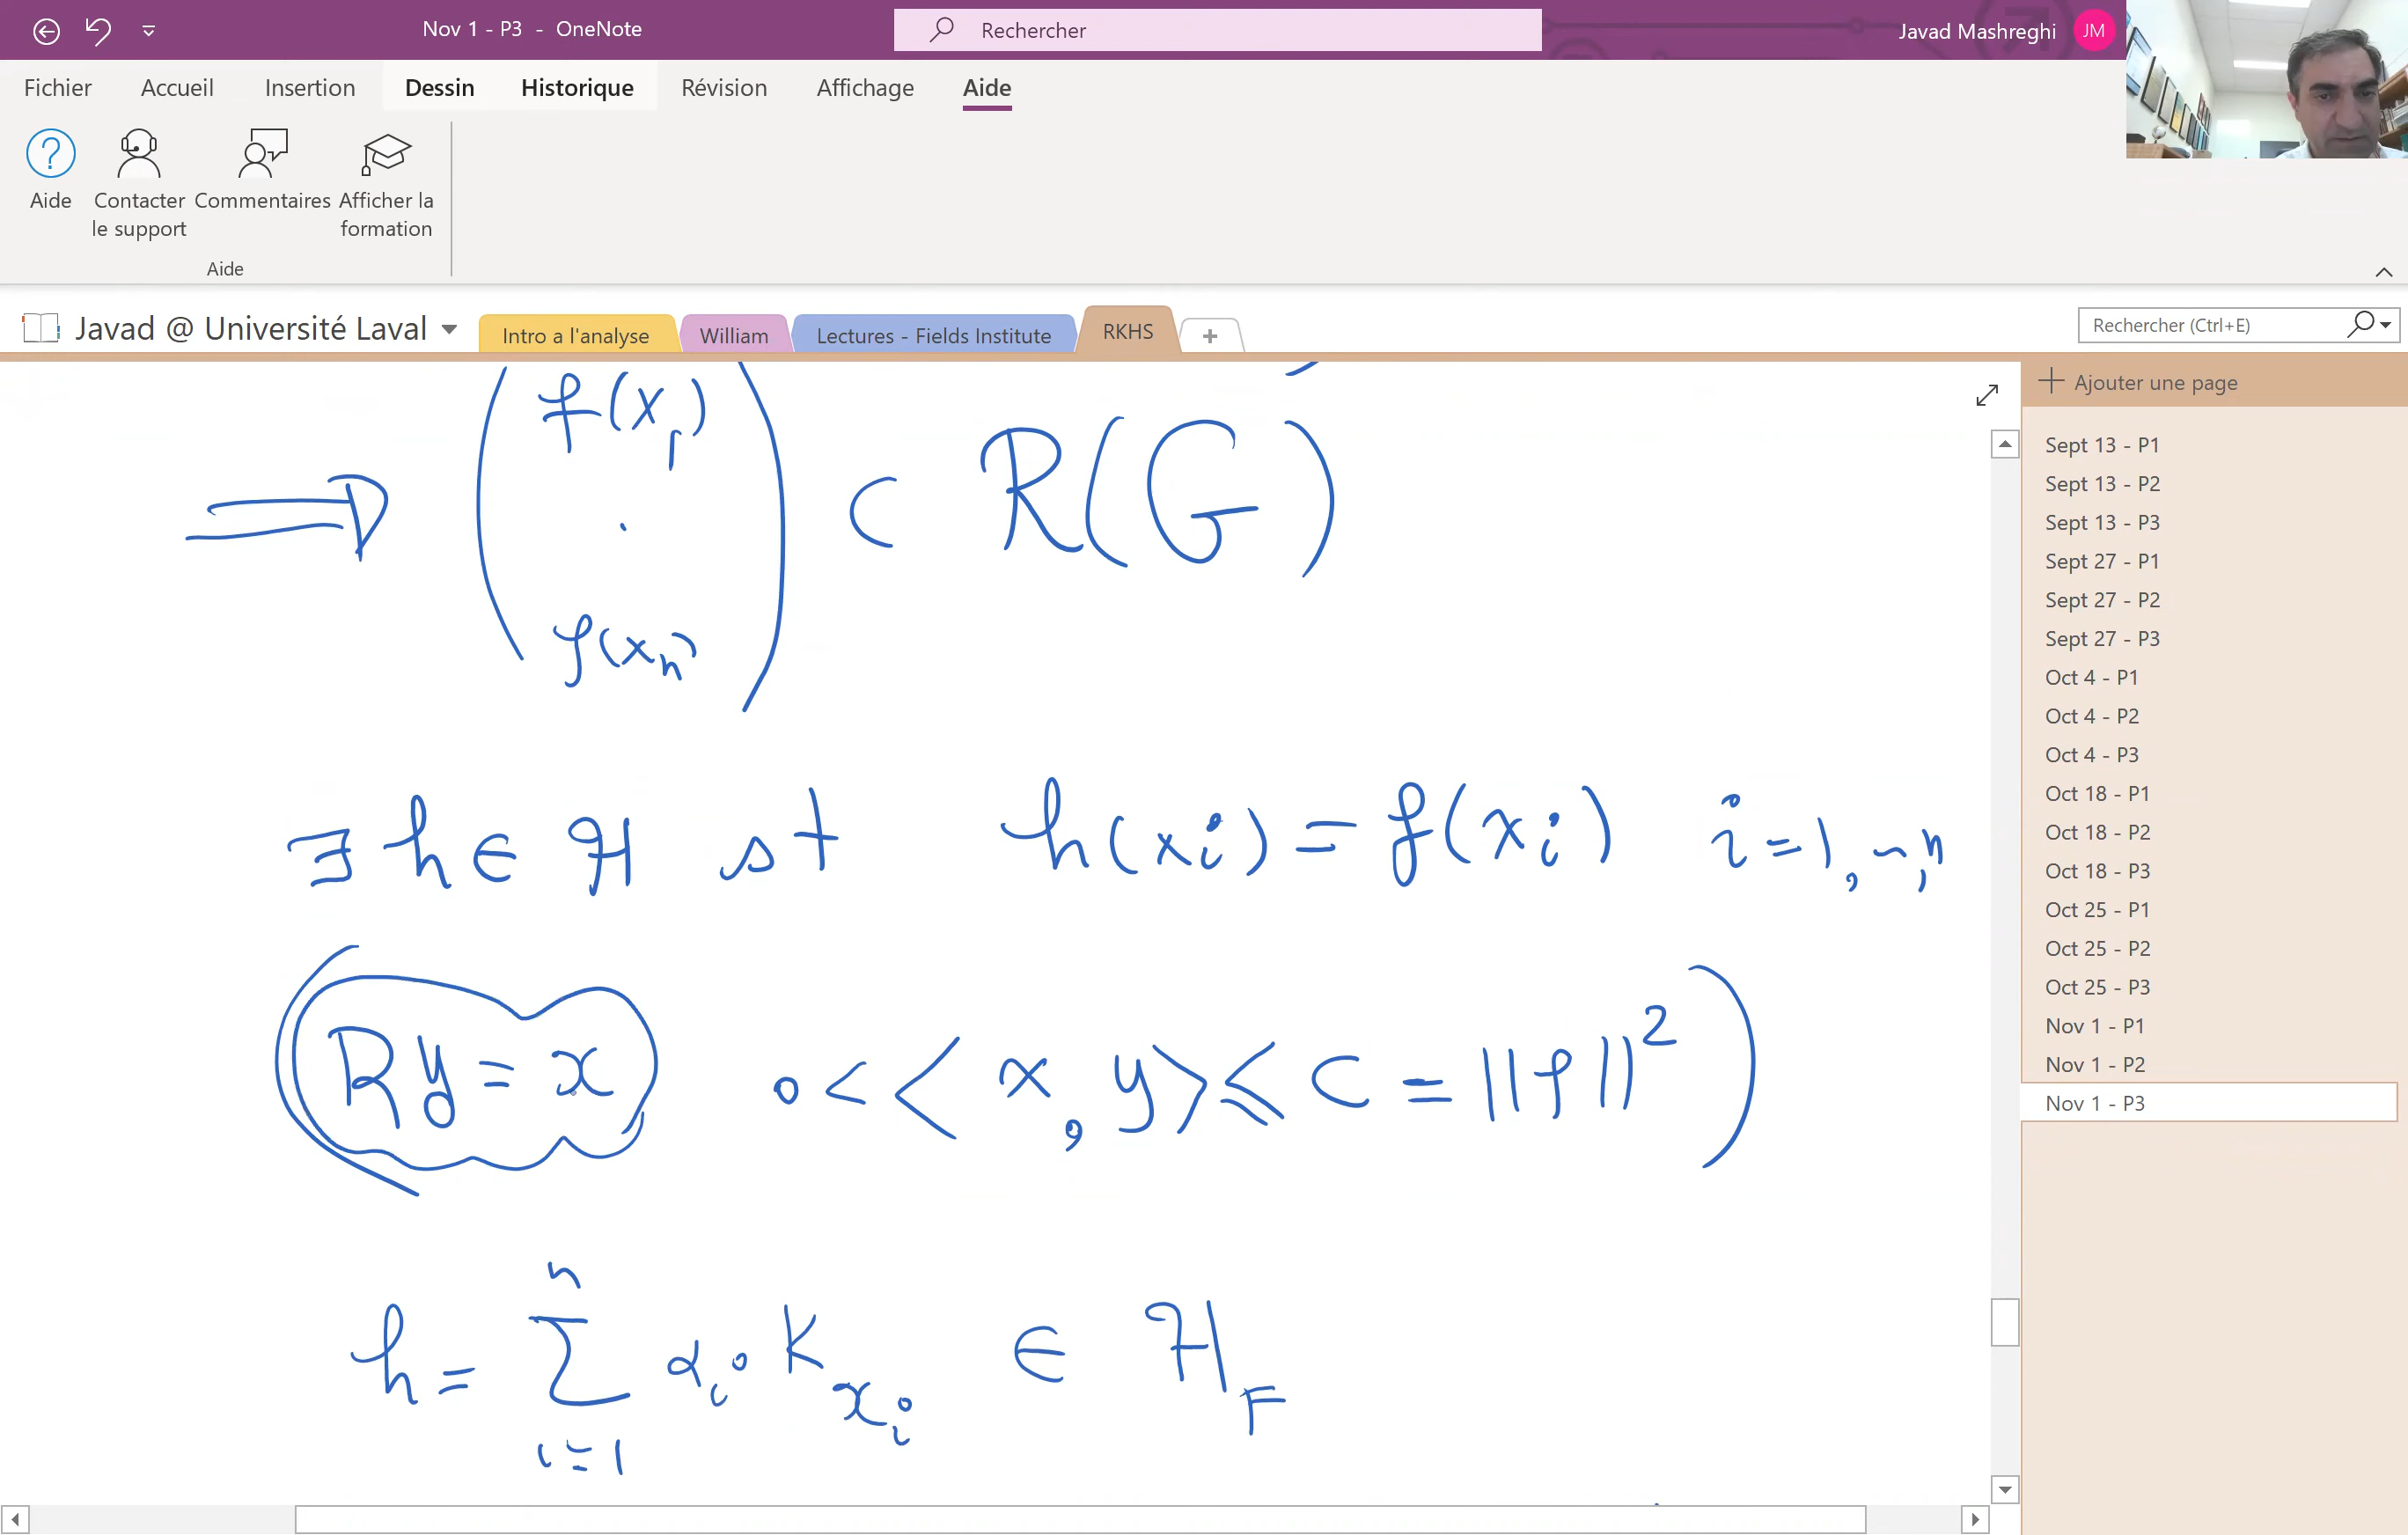 Nov 1 - P3 - OneNote
Rechercher
Javad Mashreghi JM
Fichier Accueil Insertion Dessin Historique Révision Affichage Aide
Aide
Contacter le support
Commentaires
Afficher la formation
Aide
Javad @ Université Laval
Intro a l'analyse
William
Lectures - Fields Institute
RKHS
+
Rechercher (Ctrl+E)
Ajouter une page
Sept 13 - P1
Sept 13 - P2
Sept 13 - P3
Sept 27 - P1
Sept 27 - P2
Sept 27 - P3
Oct 4 - P1
Oct 4 - P2
Oct 4 - P3
Oct 18 - P1
Oct 18 - P2
Oct 18 - P3
Oct 25 - P1
Oct 25 - P2
Oct 25 - P3
Nov 1 - P1
Nov 1 - P2
Nov 1 - P3
f(x₁)
⟹ ( . ) ⊂ R(G)
f(xₙ)
∃ h ∈ H st h(xᵢ) = f(xᵢ) i = 1, ~, n
(Ry = x 0 < <x, y> ≤ C = ||f||²)
n
h = Σ αᵢ K_{xᵢ} ∈ H_F
i=1